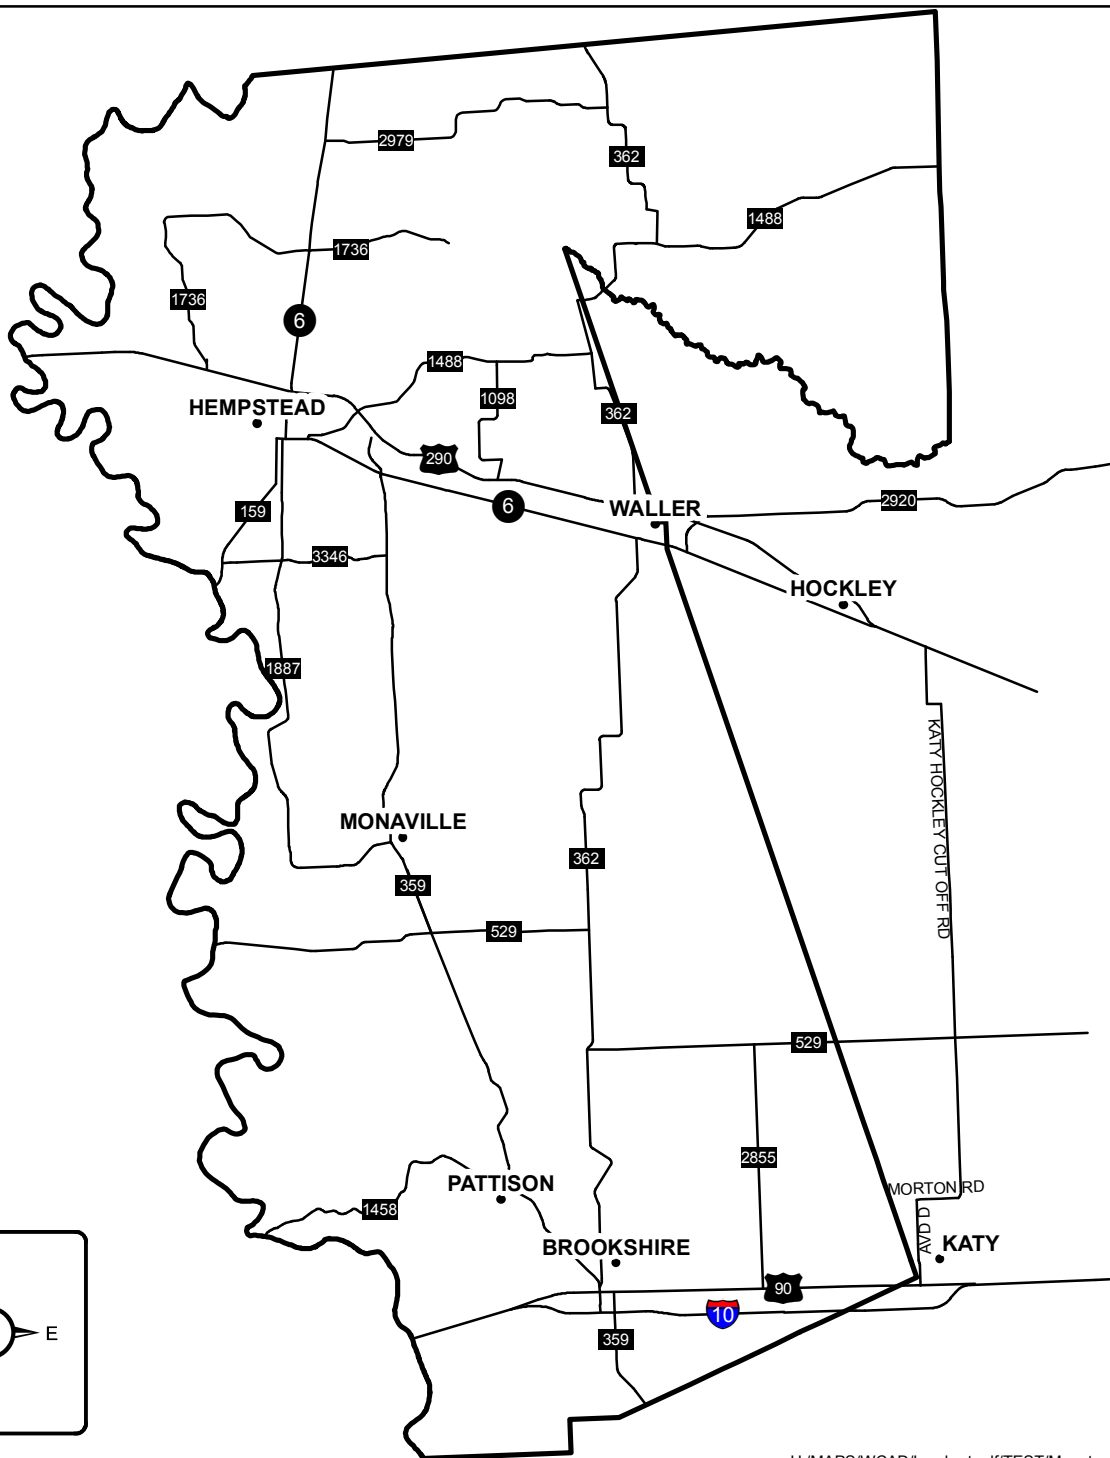 2979
362
1488
1736
1736
6
1488
1098
HEMPSTEAD
362
290
2920
6
WALLER
159
3346
HOCKLEY
1887
KATY HOCKLEY CUT OFF RD
MONAVILLE
362
359
529
529
2855
MORTON RD
PATTISON
1458
AVD D
KATY
BROOKSHIRE
90
10
E
359